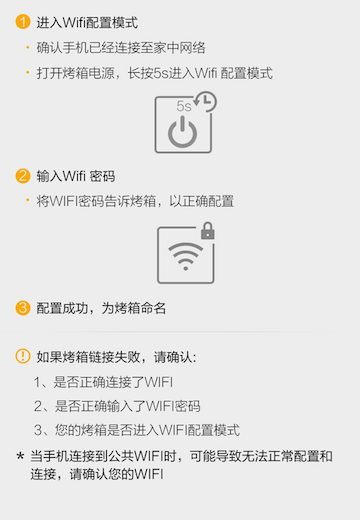 1 进入Wifi配置模式
· 确认手机已经连接至家中网络
· 打开烤箱电源，长按5s进入Wifi 配置模式
5s
2 输入Wifi 密码
· 将WIFI密码告诉烤箱，以正确配置
3 配置成功，为烤箱命名
! 如果烤箱链接失败，请确认:
1、是否正确连接了WIFI
2、是否正确输入了WIFI密码
3、您的烤箱是否进入WIFI配置模式
* 当手机连接到公共WIFI时，可能导致无法正常配置和
连接，请确认您的WIFI